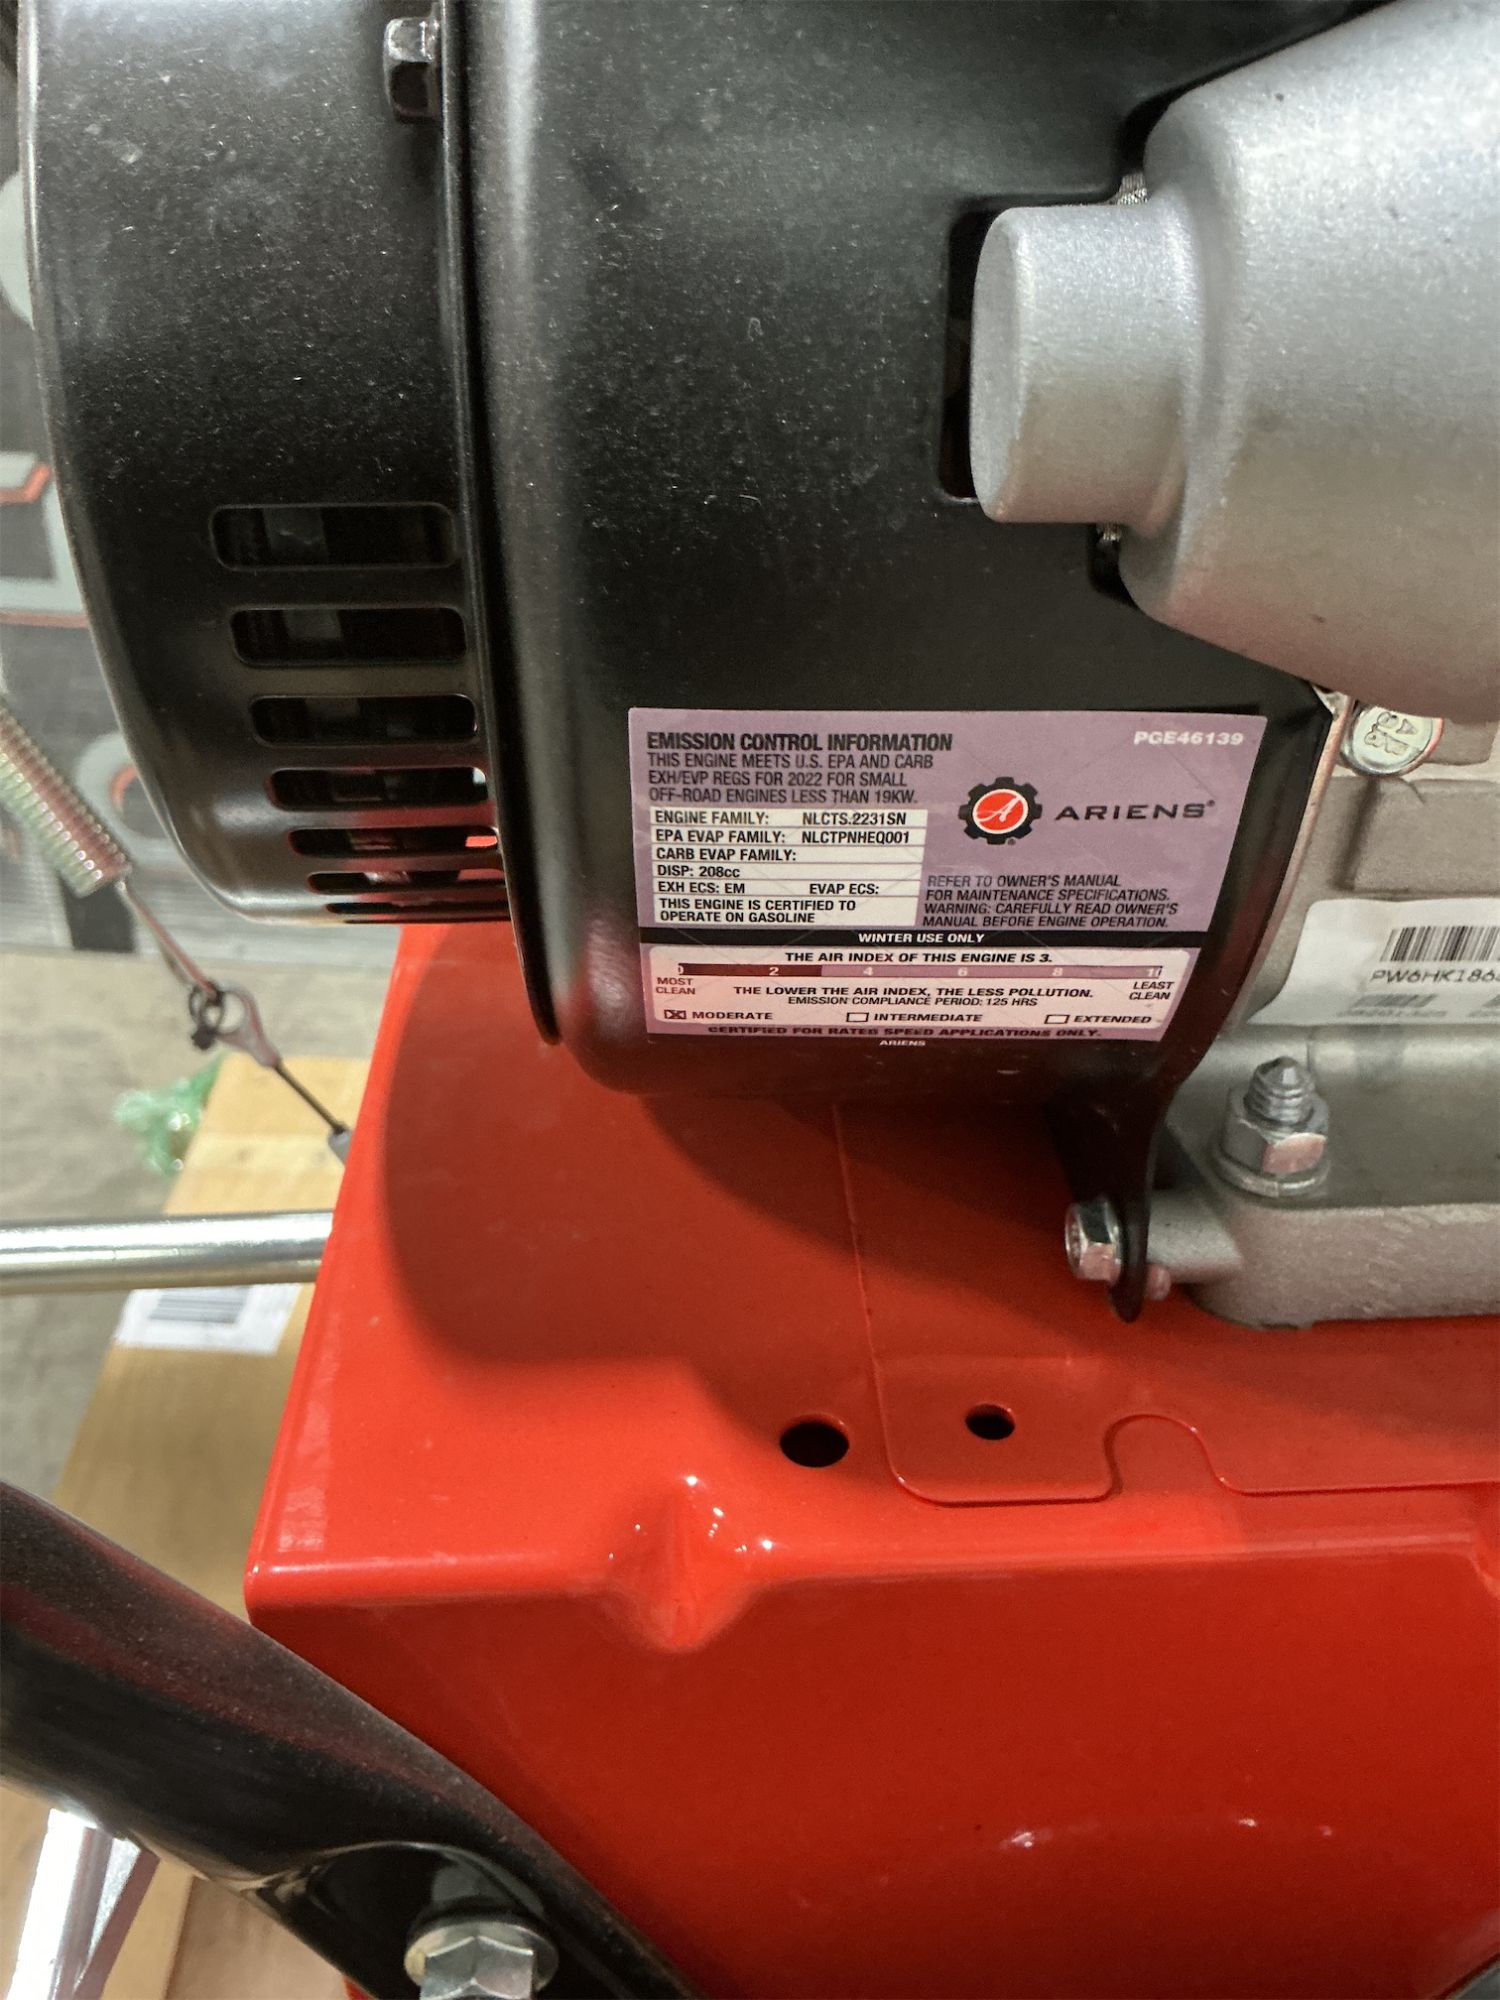 EMISSION CONTROL INFORMATION
PGE46139
THIS ENGINE MEETS U.S. EPA AND CARB
EXH/EVP REGS FOR 2022 FOR SMALL
OFF-ROAD ENGINES LESS THAN 19KW.
ENGINE FAMILY: NLCTS.2231SN
EPA EVAP FAMILY: NLCTPNHEQ001
CARB EVAP FAMILY:
DISP: 208cc
EXH ECS: EM EVAP ECS:
THIS ENGINE IS CERTIFIED TO
OPERATE ON GASOLINE
A ARIENS®
REFER TO OWNER'S MANUAL
FOR MAINTENANCE SPECIFICATIONS.
WARNING: CAREFULLY READ OWNER'S
MANUAL BEFORE ENGINE OPERATION.
WINTER USE ONLY
THE AIR INDEX OF THIS ENGINE IS 3.
0 2 4 6 8 10
MOST
CLEAN
THE LOWER THE AIR INDEX, THE LESS POLLUTION.
LEAST
CLEAN
EMISSION COMPLIANCE PERIOD: 125 HRS
MODERATE INTERMEDIATE EXTENDED
CERTIFIED FOR RATED SPEED APPLICATIONS ONLY.
ARIENS
PW6HK186